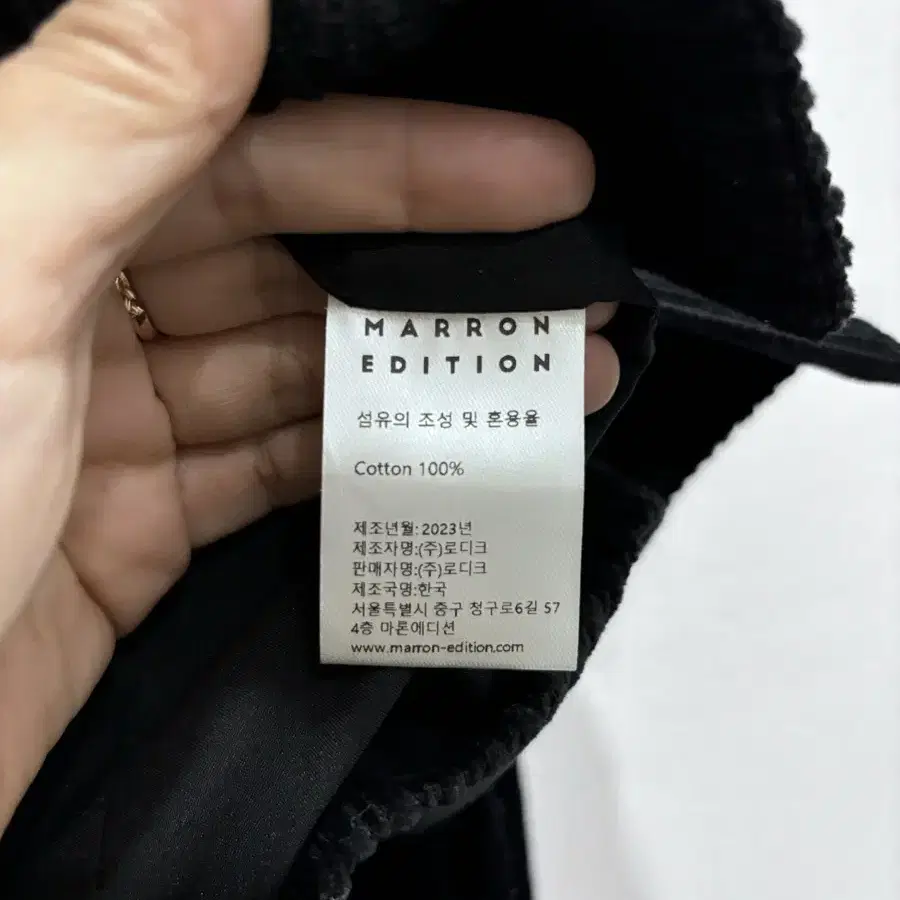 MARRON
EDITION
섬유의 조성 및 혼용율
Cotton 100%
제조년월: 2023년
제조자명:(주)로디크
판매자명:(주)로디크
제조국명:한국
서울특별시 중구 청구로6길 57
4층 마론에디션
www.marron-edition.com